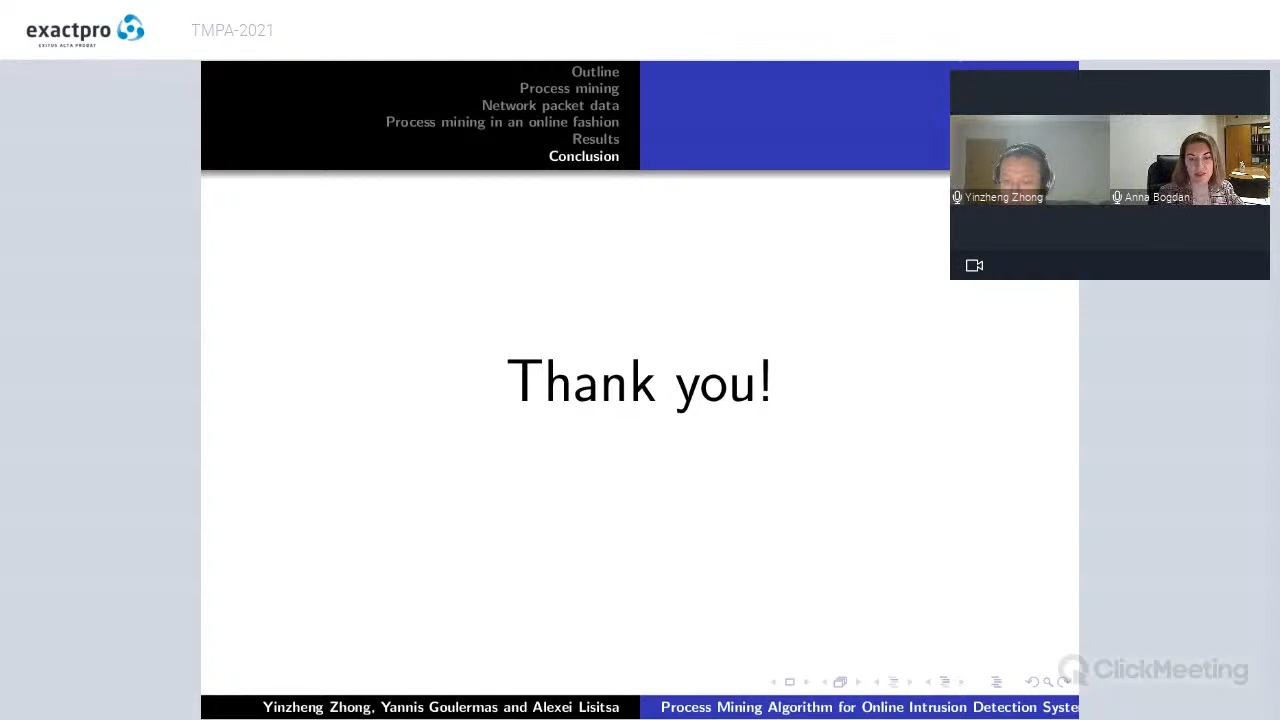 exactpro
EXITUS ACTA PROBAT
TMPA-2021
Outline
Process mining
Network packet data
Process mining in an online fashion
Results
Conclusion
Yinzheng Zhong
Anna Bogdan
Thank you!
ClickMeeting
Yinzheng Zhong, Yannis Goulermas and Alexei Lisitsa
Process Mining Algorithm for Online Intrusion Detection Syste